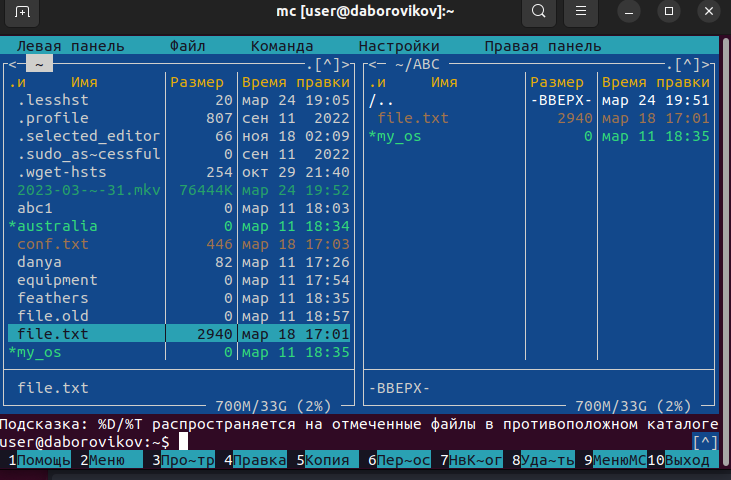 mc [user@daborovikov]:~
Левая панель Файл Команда Настройки Правая панель
<─ ~ .[^]> <─ ~/ABC .[^]>
.и Имя Размер Время правки .и Имя Размер Время правки
.lesshst 20 мар 24 19:05 /.. -ВВЕРХ- мар 24 19:51
.profile 807 сен 11 2022 file.txt 2940 мар 18 17:01
.selected_editor 66 ноя 18 02:09 *my_os 0 мар 11 18:35
.sudo_as~cessful 0 сен 11 2022
.wget-hsts 254 окт 29 21:40
2023-03-~-31.mkv 76444K мар 24 19:52
abc1 0 мар 11 18:03
*australia 0 мар 11 18:34
conf.txt 446 мар 18 17:03
danya 82 мар 11 17:26
equipment 0 мар 11 17:54
feathers 0 мар 11 18:35
file.old 0 мар 11 18:57
file.txt 2940 мар 18 17:01
*my_os 0 мар 11 18:35
file.txt -ВВЕРХ-
700M/33G (2%) 700M/33G (2%)
Подсказка: %D/%T распространяется на отмеченные файлы в противоположном каталоге
user@daborovikov:~$ [^]
1Помощь 2Меню 3Про~тр 4Правка 5Копия 6Пер~ос 7НвК~ог 8Уда~ть 9МенюMC 10Выход